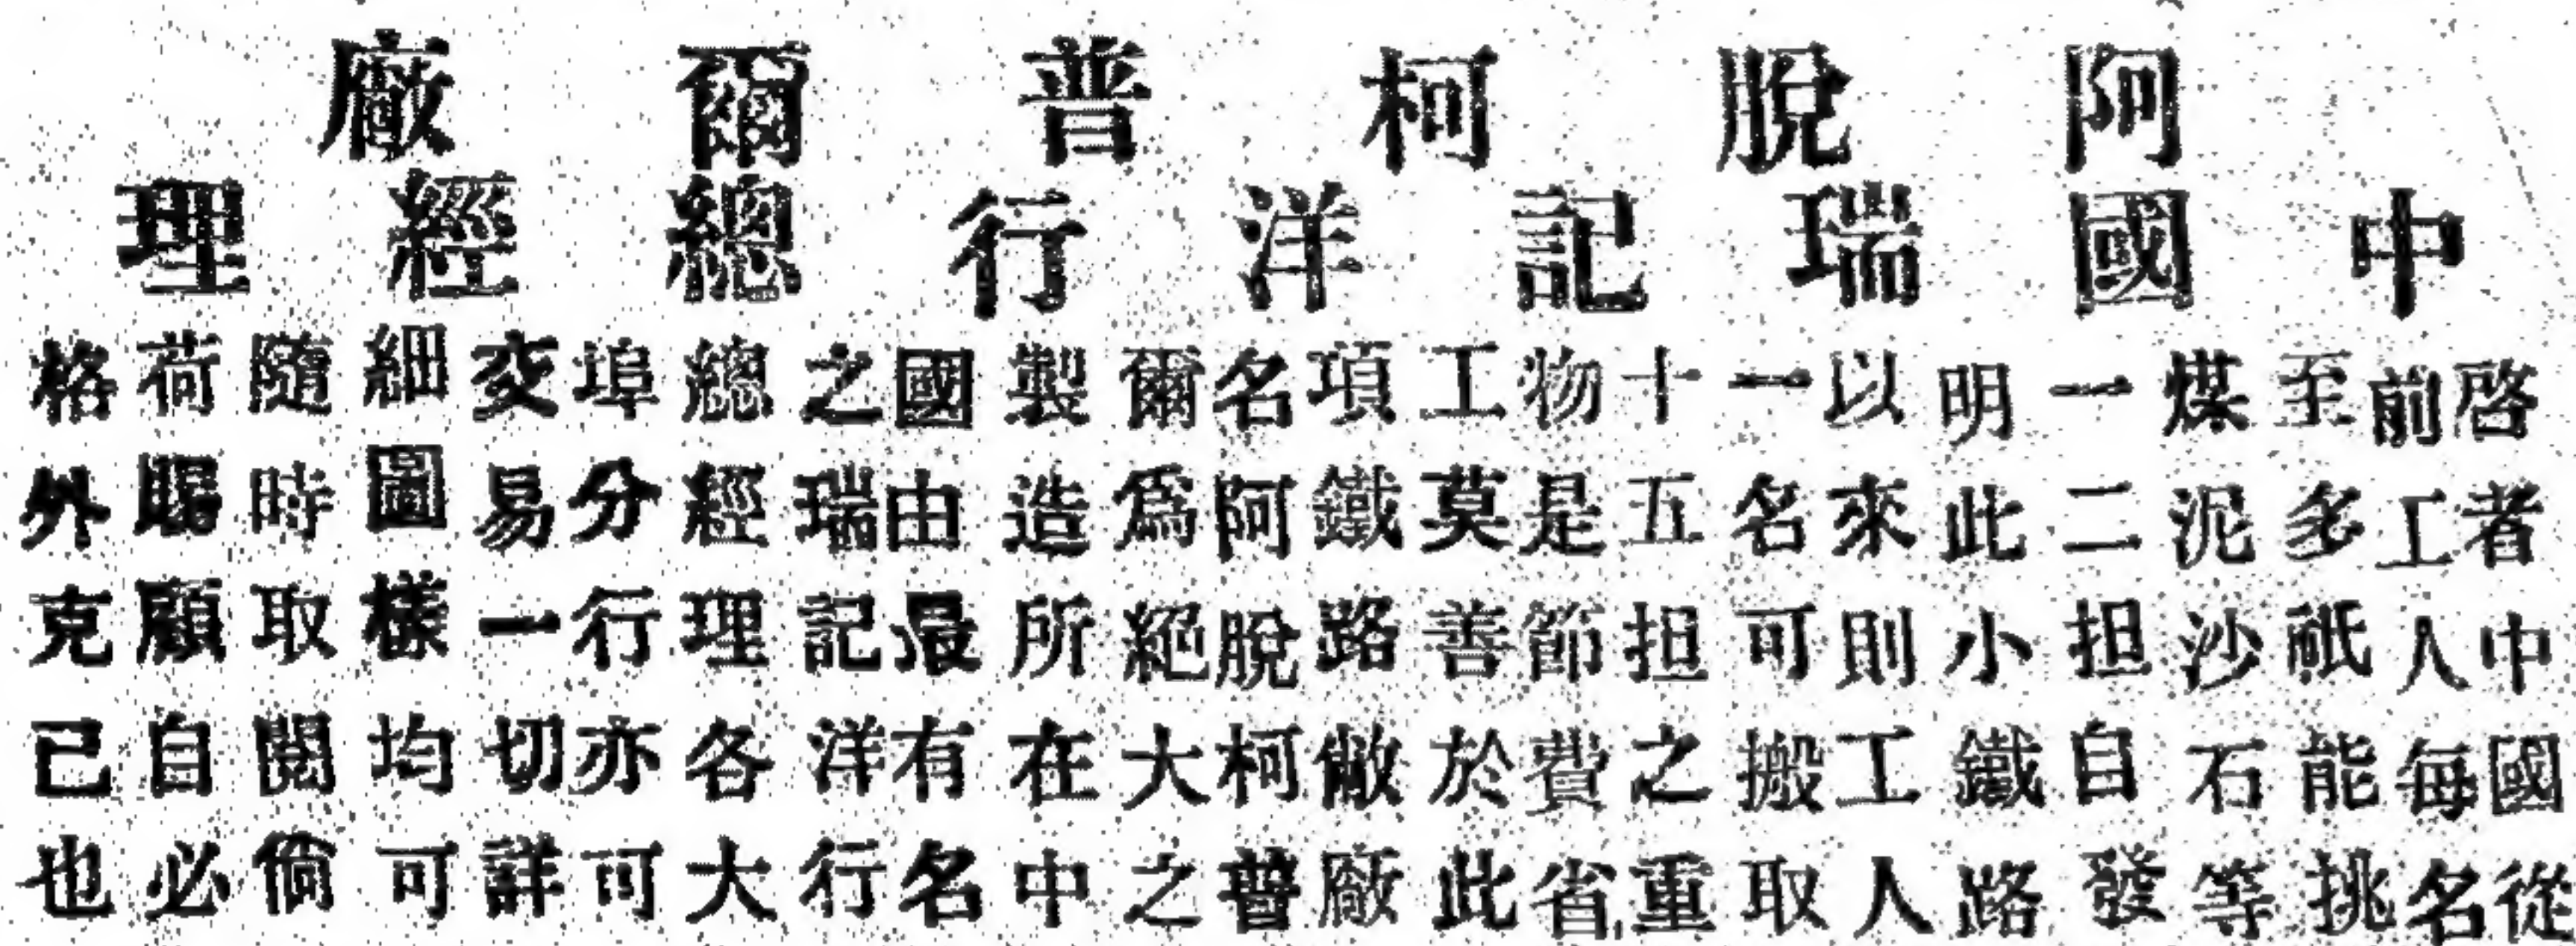 阿脫柯普爾廠
中國瑞記洋行總經理
啓者中國從
前工人每名
至多祇能挑
煤泥沙石等
一二担自發
明此小鐵路
以來則工人
一名可搬取
十五担之重
物是節費省
工莫善於此
項鐵路敝廠
名阿脫柯普
爾爲絕大之
製造所在中
國由最有名
之瑞記洋行
總經理各大
埠分行亦可
交易一切詳
細圖樣均可
隨時取閱倘
荷賜顧自必
格外克己也